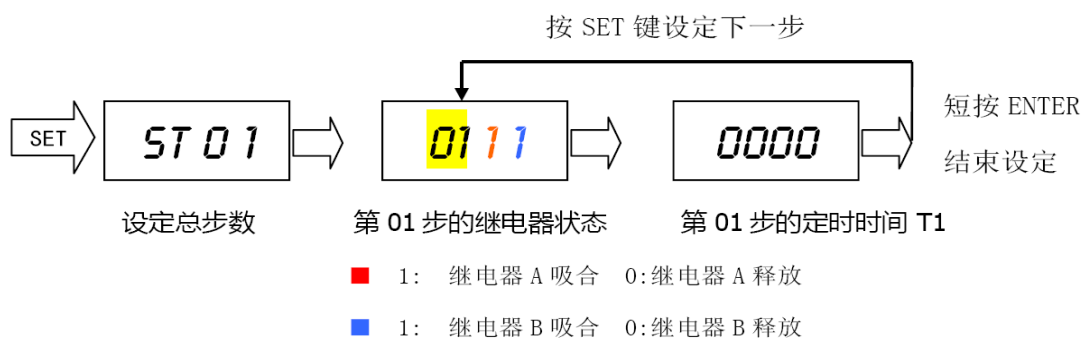 按 SET 键设定下一步
SET
ST01
0111
0000
短按 ENTER
结束设定
设定总步数
第 01 步的继电器状态
第 01 步的定时时间 T1
1: 继电器 A 吸合 0:继电器 A 释放
1: 继电器 B 吸合 0:继电器 B 释放